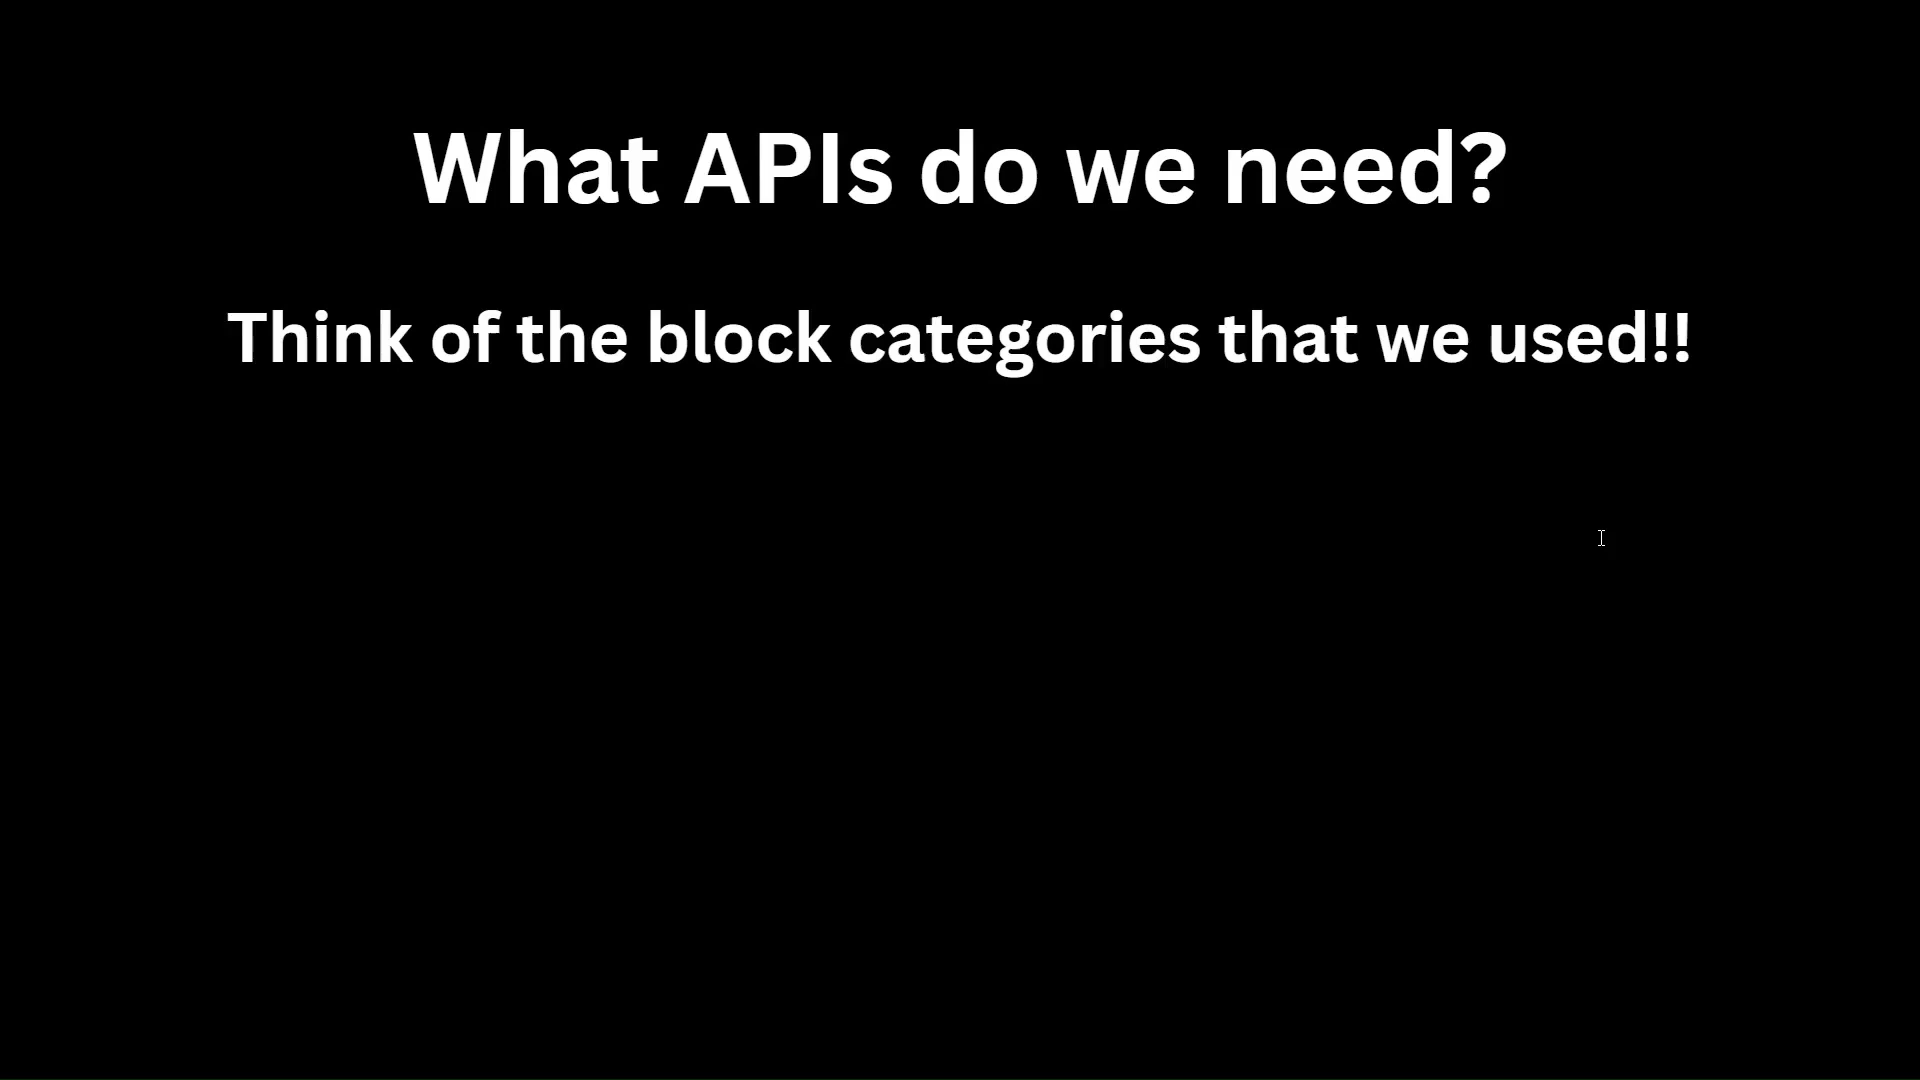 What APIs do we need?
Think of the block categories that we used!!